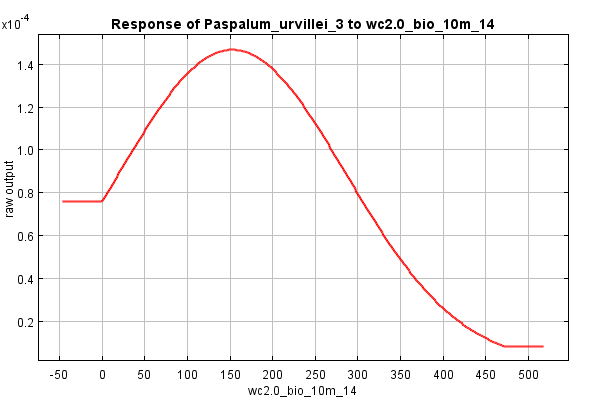 x10^-4
Response of Paspalum_urvillei_3 to wc2.0_bio_10m_14
1.4
1.2
1.0
0.8
0.6
0.4
0.2
raw output
-50 0 50 100 150 200 250 300 350 400 450 500
wc2.0_bio_10m_14